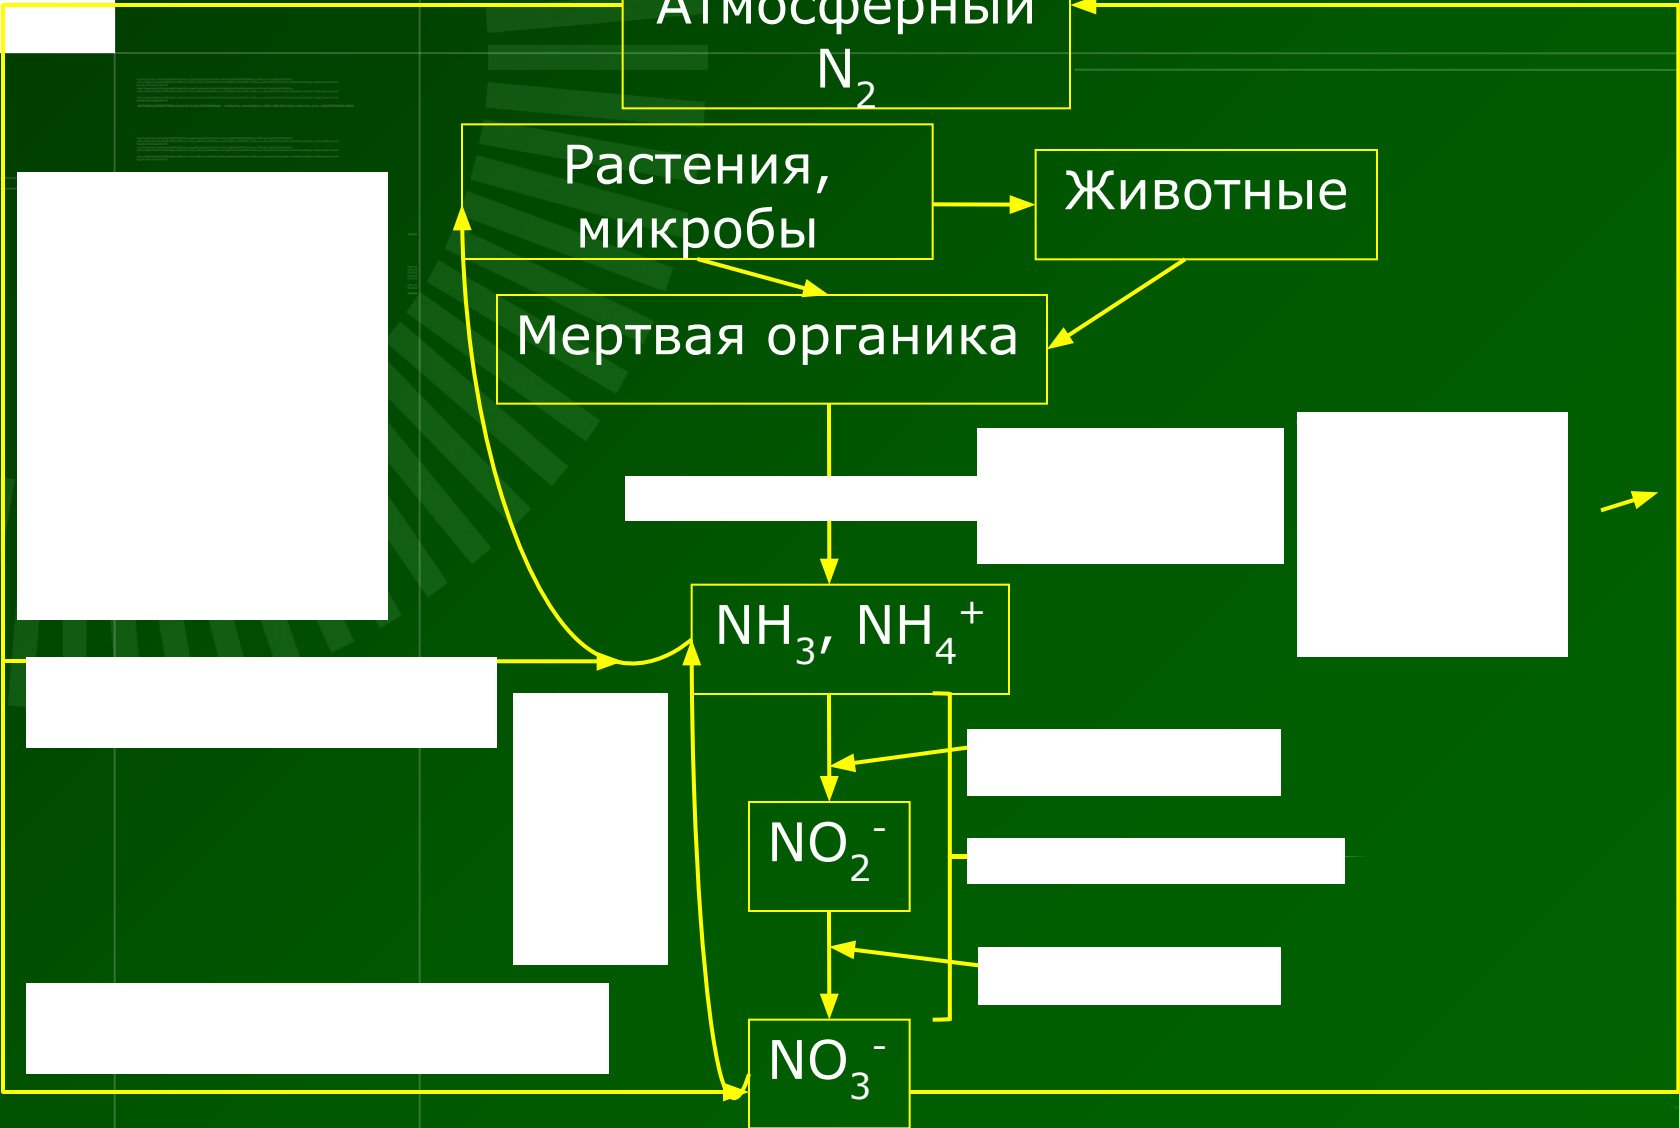 Атмосферный
N₂
Растения,
микробы
Животные
Мертвая органика
NH₃, NH₄⁺
NO₂⁻
NO₃⁻